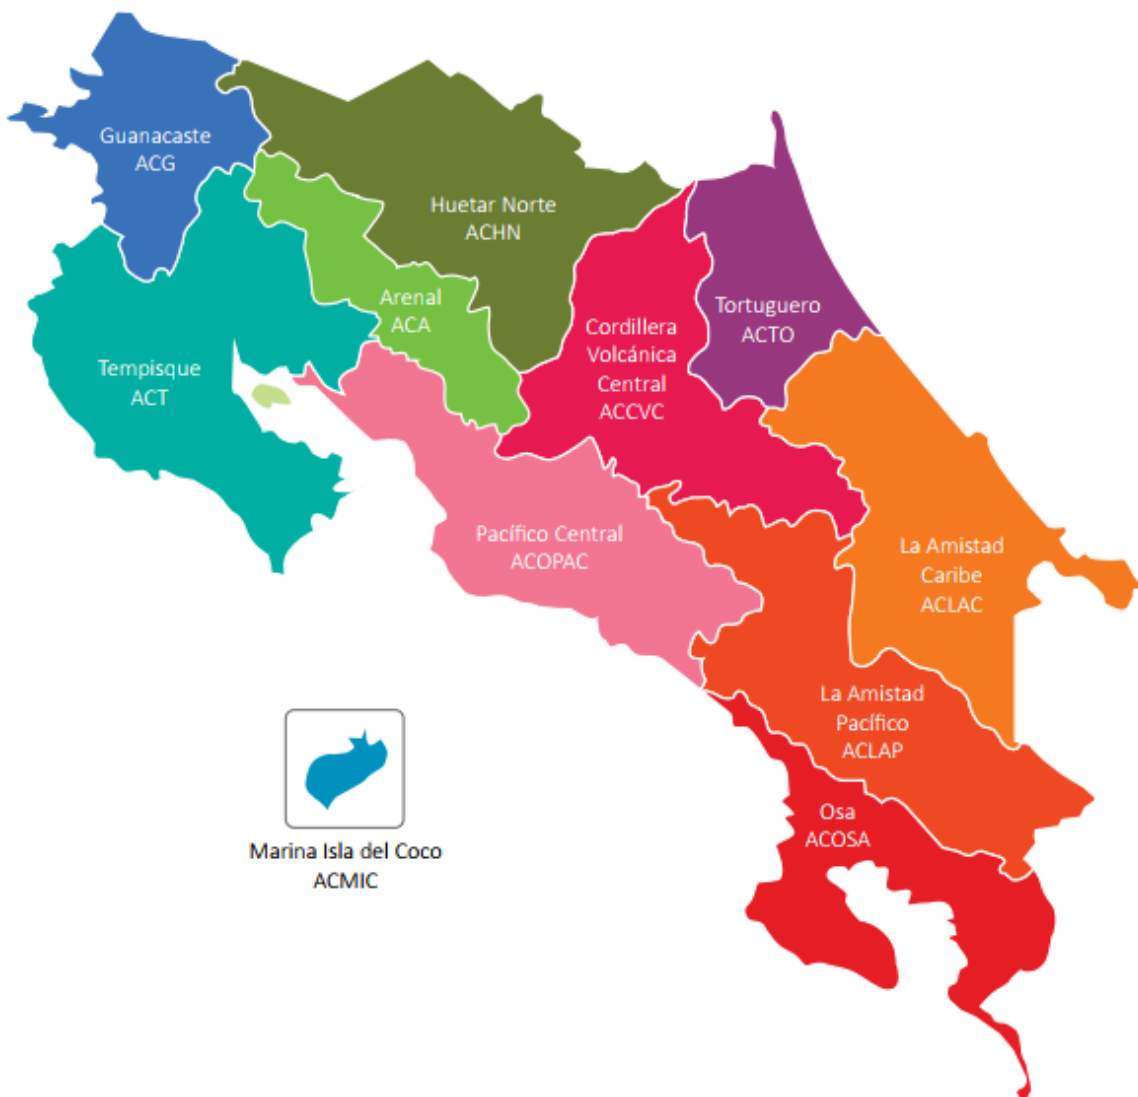 Guanacaste
ACG
Huetar Norte
ACHN
Arenal
ACA
Tortuguero
ACTO
Cordillera
Volcánica
Central
ACCVC
Tempisque
ACT
Pacífico Central
ACOPAC
La Amistad
Caribe
ACLAC
La Amistad
Pacífico
ACLAP
Osa
ACOSA
Marina Isla del Coco
ACMIC